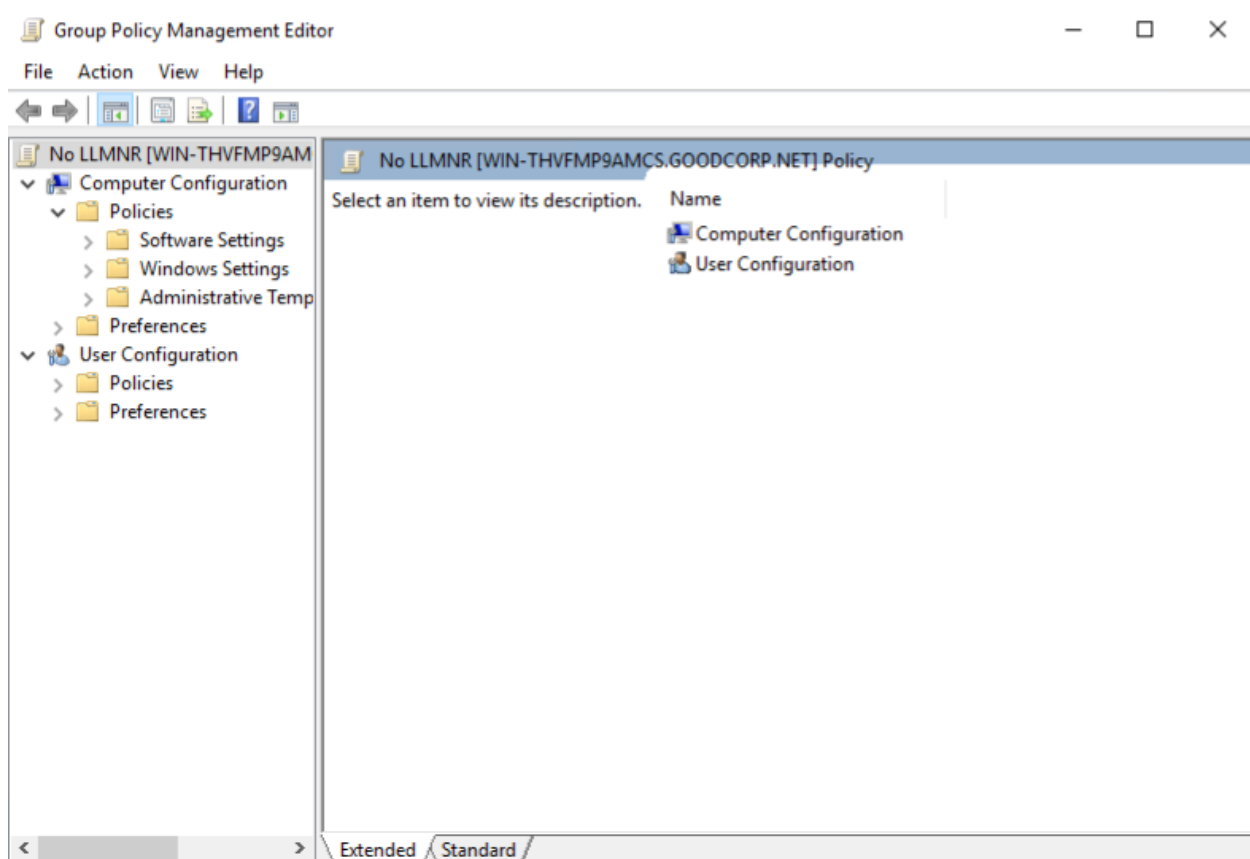 Group Policy Management Editor
File Action View Help
No LLMNR [WIN-THVFMP9AM
Computer Configuration
Policies
Software Settings
Windows Settings
Administrative Temp
Preferences
User Configuration
Policies
Preferences
No LLMNR [WIN-THVFMP9AMCS.GOODCORP.NET] Policy
Select an item to view its description.
Name
Computer Configuration
User Configuration
Extended Standard